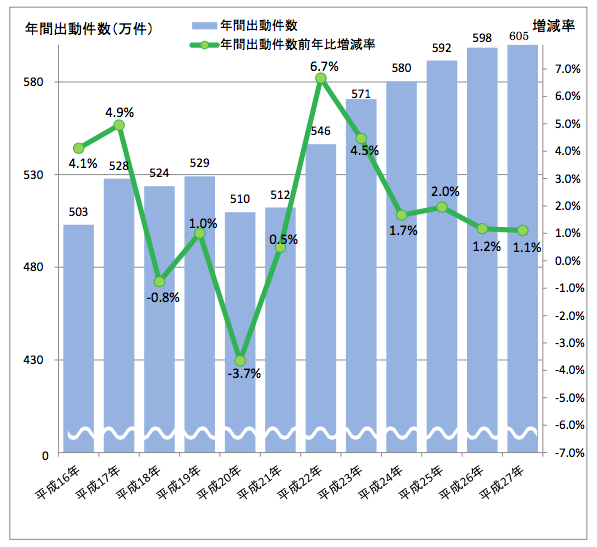 年間出動件数(万件)
年間出動件数
年間出動件数前年比増減率
増減率
580
530
480
430
0
7.0%
6.0%
5.0%
4.0%
3.0%
2.0%
1.0%
0.0%
-1.0%
-2.0%
-3.0%
-4.0%
-5.0%
-6.0%
-7.0%
503
528
524
529
510
512
546
571
580
592
598
605
4.1%
4.9%
-0.8%
1.0%
-3.7%
0.5%
6.7%
4.5%
1.7%
2.0%
1.2%
1.1%
平成16年
平成17年
平成18年
平成19年
平成20年
平成21年
平成22年
平成23年
平成24年
平成25年
平成26年
平成27年